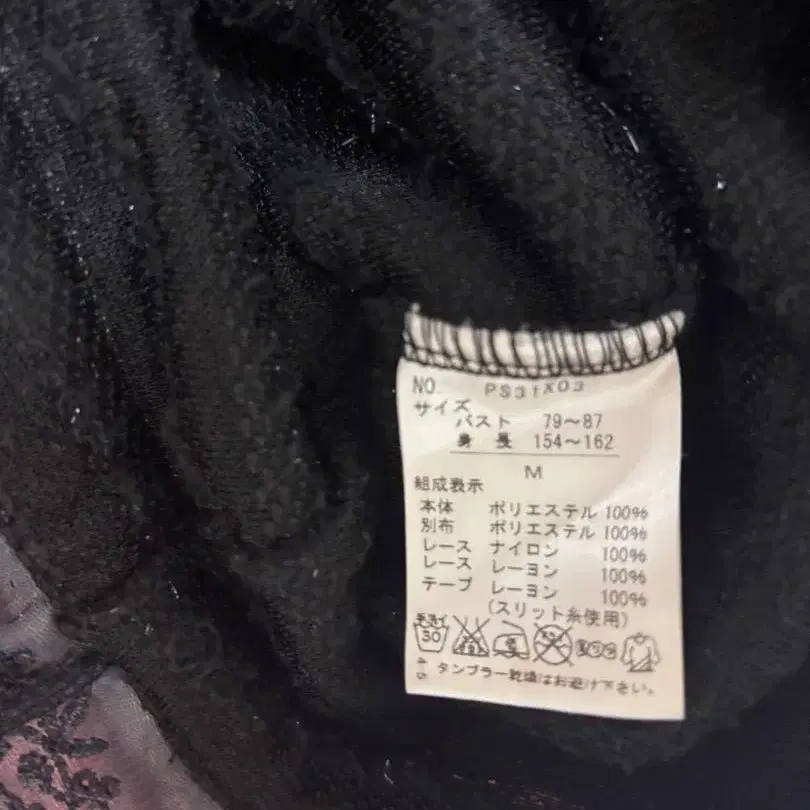 NO. PS31X03
サイズ
バスト 79〜87
身長 154〜162
M
組成表示
本体 ポリエステル 100%
別布 ポリエステル 100%
レース ナイロン 100%
レース レーヨン 100%
テープ レーヨン 100%
(スリット糸使用)
手洗イ 30
タンブラー乾燥はお避け下さい。